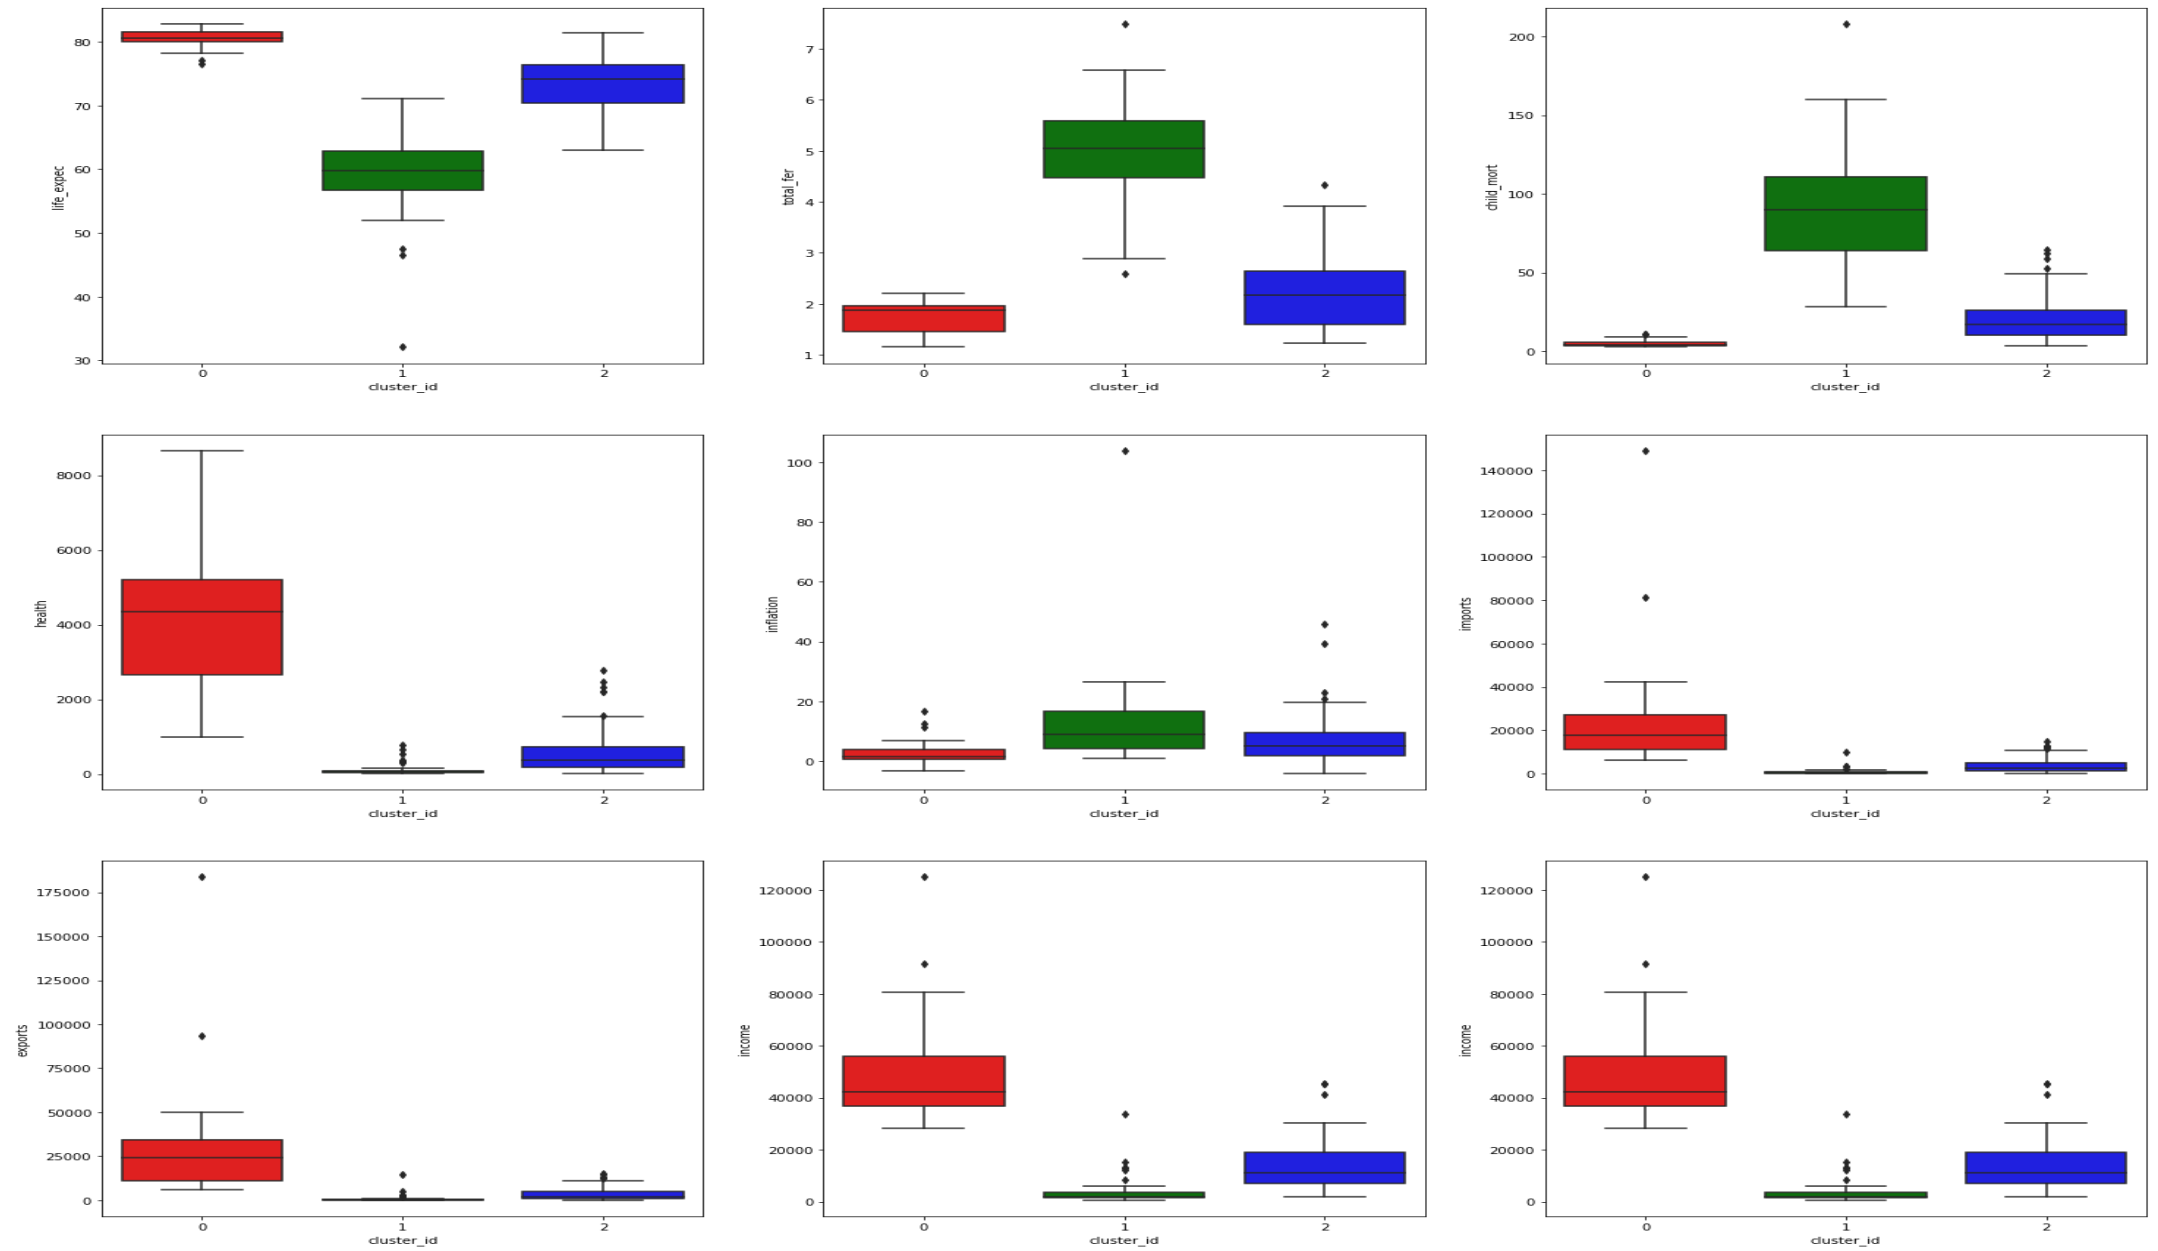 life_expec
80
70
60
50
40
30
0 1 2
cluster_id
total_fer
7
6
5
4
3
2
1
0 1 2
cluster_id
child_mort
200
150
100
50
0
0 1 2
cluster_id
health
8000
6000
4000
2000
0
0 1 2
cluster_id
inflation
100
80
60
40
20
0
0 1 2
cluster_id
imports
140000
120000
100000
80000
60000
40000
20000
0
0 1 2
cluster_id
exports
175000
150000
125000
100000
75000
50000
25000
0
0 1 2
cluster_id
income
120000
100000
80000
60000
40000
20000
0
0 1 2
cluster_id
income
120000
100000
80000
60000
40000
20000
0
0 1 2
cluster_id